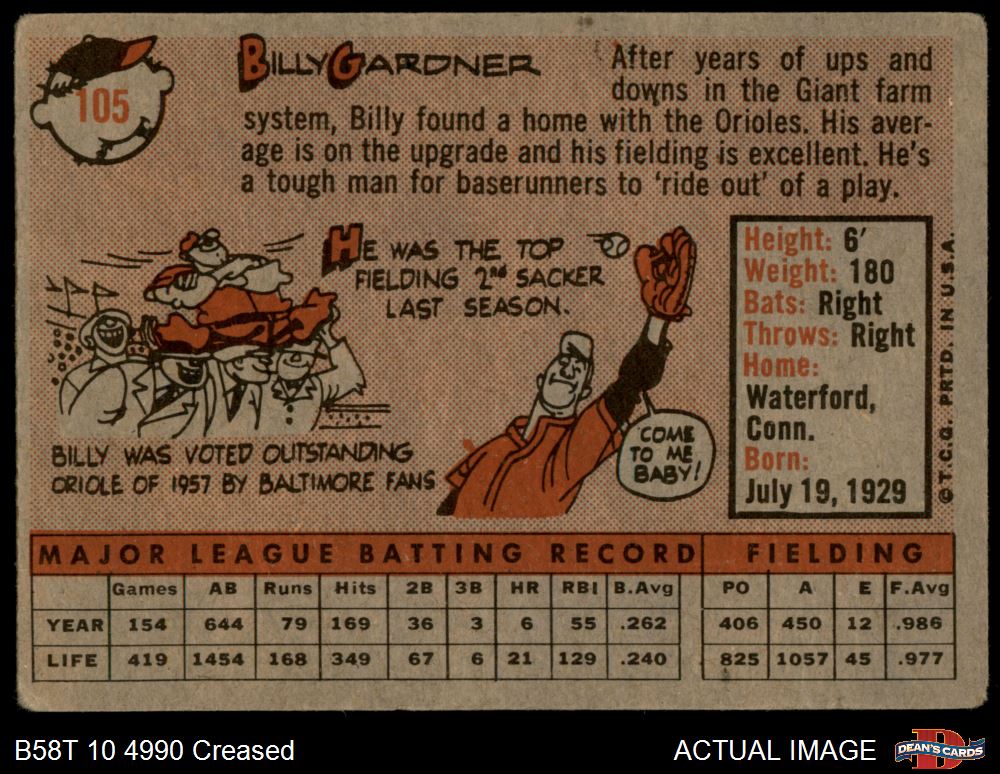 105
BILLY GARDNER
After years of ups and
downs in the Giant farm
system, Billy found a home with the Orioles. His aver-
age is on the upgrade and his fielding is excellent. He's
a tough man for baserunners to 'ride out' of a play.
HE WAS THE TOP
FIELDING 2nd SACKER
LAST SEASON.
BILLY WAS VOTED OUTSTANDING
ORIOLE OF 1957 BY BALTIMORE FANS
COME
TO ME
BABY!
Height: 6'
Weight: 180
Bats: Right
Throws: Right
Home:
Waterford,
Conn.
Born:
July 19, 1929
© T.C.G. PRTD. IN U.S.A.
MAJOR LEAGUE BATTING RECORD FIELDING
Games AB Runs Hits 2B 3B HR RBI B.Avg PO A E F.Avg
YEAR 154 644 79 169 36 3 6 55 .262 406 450 12 .986
LIFE 419 1454 168 349 67 6 21 129 .240 825 1057 45 .977
B58T 10 4990 Creased ACTUAL IMAGE
D
DEAN'S CARDS